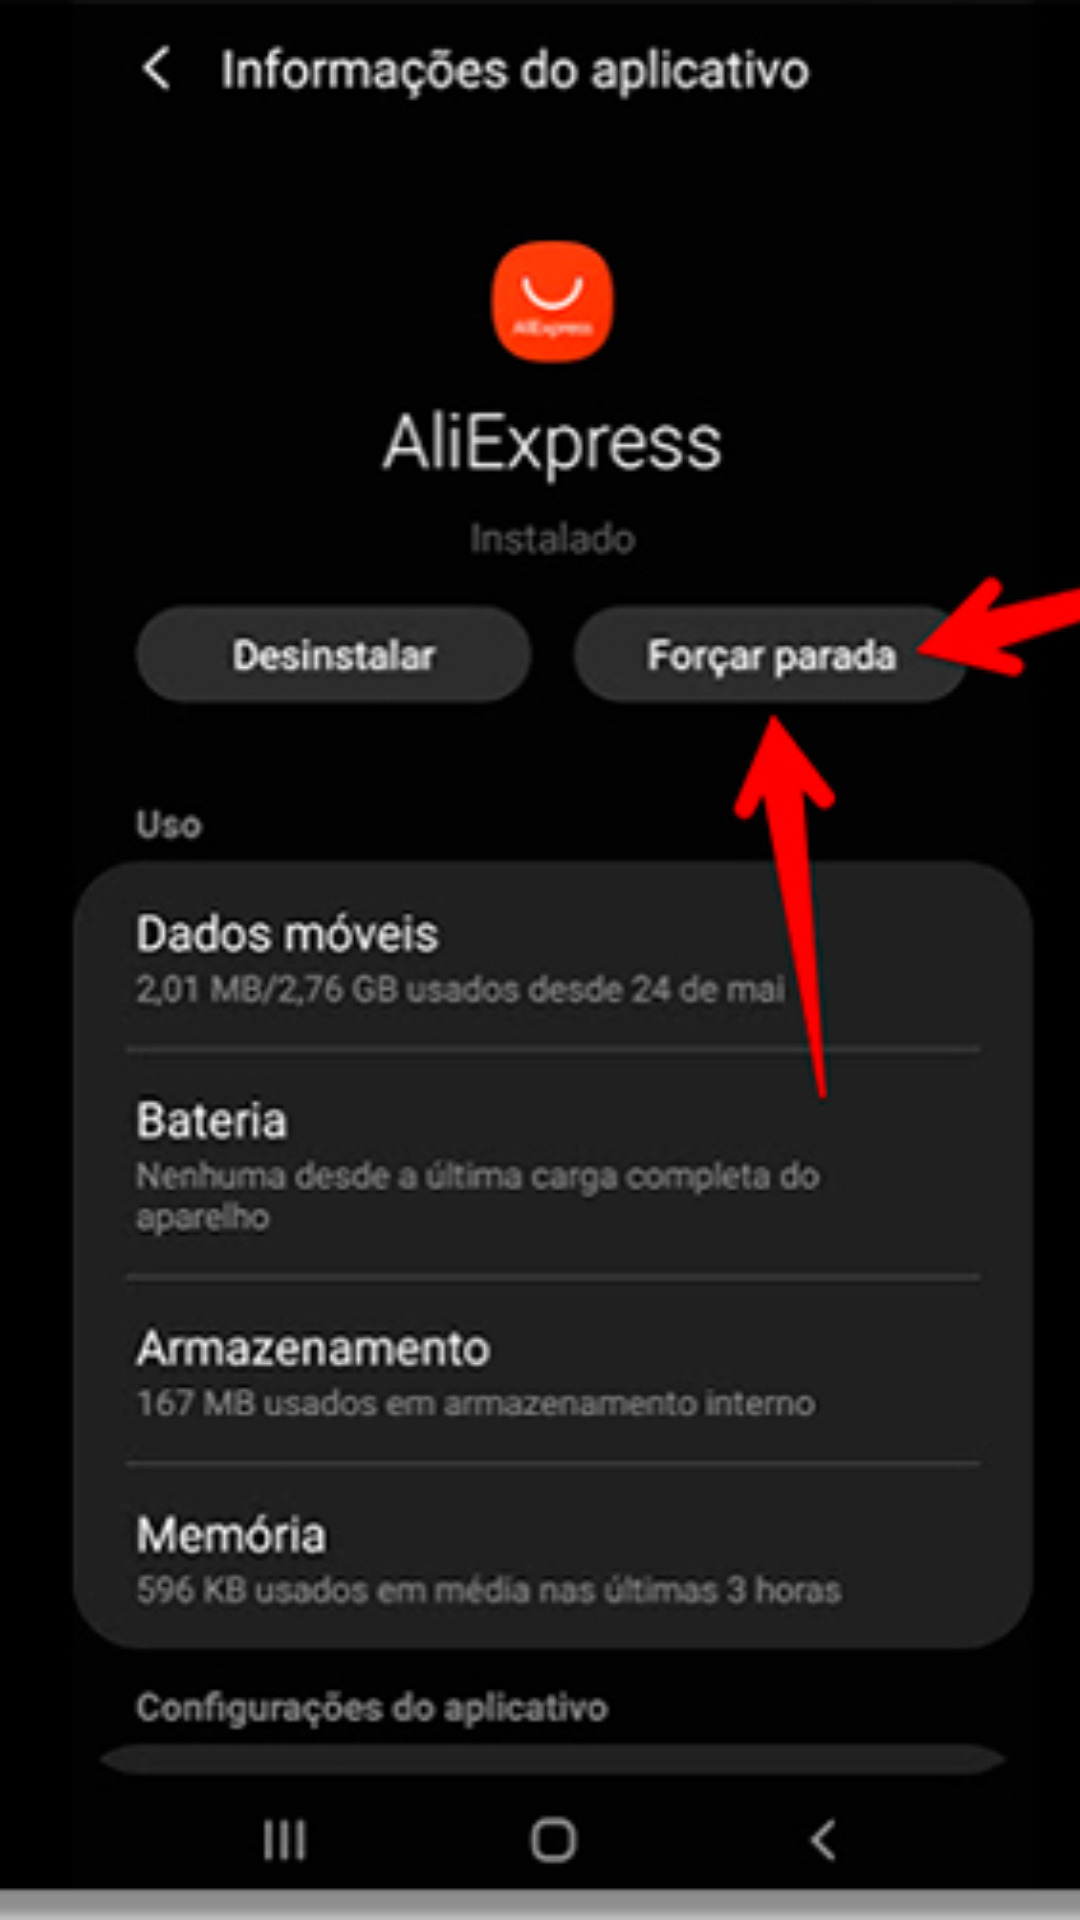 Informações do aplicativo
AliExpress
AliExpress
Instalado
Desinstalar
Forçar parada
Uso
Dados móveis
2,01 MB/2,76 GB usados desde 24 de mai
Bateria
Nenhuma desde a última carga completa do
aparelho
Armazenamento
167 MB usados em armazenamento interno
Memória
596 KB usados em média nas últimas 3 horas
Configurações do aplicativo